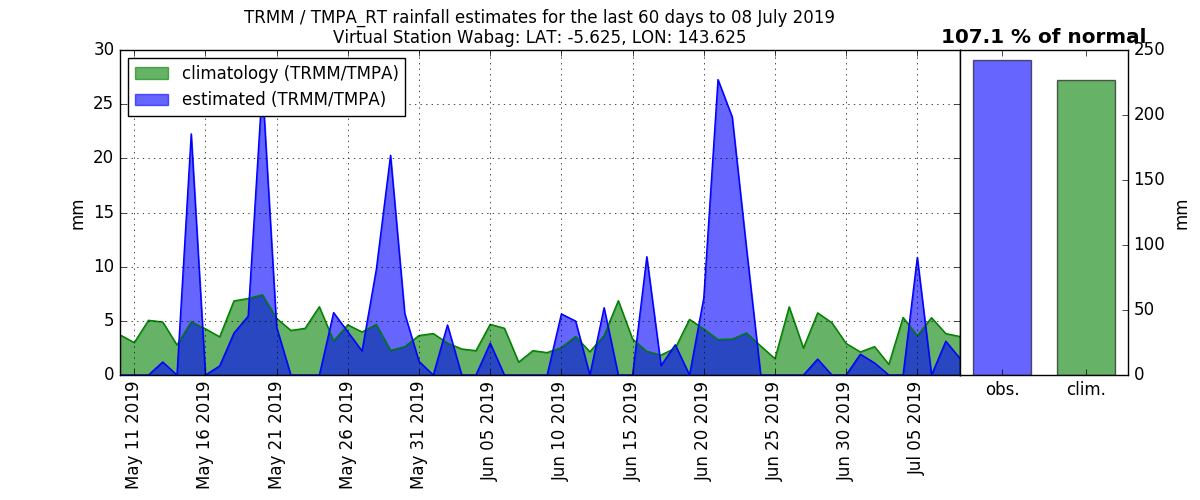 TRMM / TMPA_RT rainfall estimates for the last 60 days to 08 July 2019
Virtual Station Wabag: LAT: -5.625, LON: 143.625
107.1 % of normal
climatology (TRMM/TMPA)
estimated (TRMM/TMPA)
30
25
20
15
10
5
0
mm
250
200
150
100
50
0
mm
May 11 2019
May 16 2019
May 21 2019
May 26 2019
May 31 2019
Jun 05 2019
Jun 10 2019
Jun 15 2019
Jun 20 2019
Jun 25 2019
Jun 30 2019
Jul 05 2019
obs.
clim.